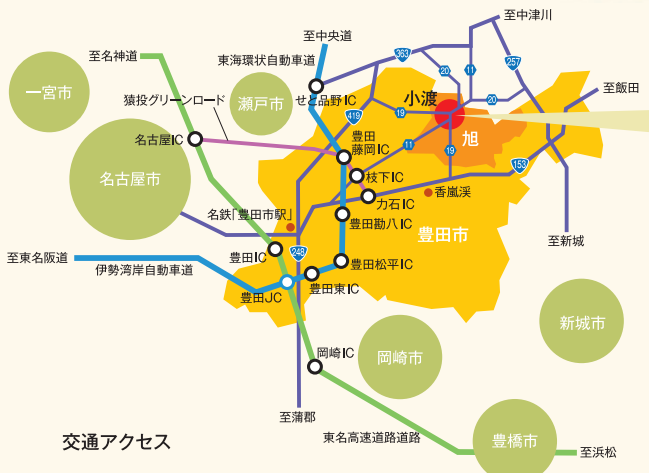 至中津川
至中央道
至名神道
東海環状自動車道
363
257
一宮市
猿投グリーンロード
瀬戸市
せと品野IC
20
11
小渡
20
至飯田
419
19
旭
名古屋IC
豊田
藤岡IC
11
19
153
名古屋市
枝下IC
力石IC
香嵐渓
名鉄「豊田市駅」
豊田勘八IC
豊田市
至新城
至東名阪道
豊田IC
248
伊勢湾岸自動車道
豊田松平IC
豊田東IC
豊田JC
新城市
岡崎IC
岡崎市
至蒲郡
交通アクセス
東名高速道路道路
豊橋市
至浜松